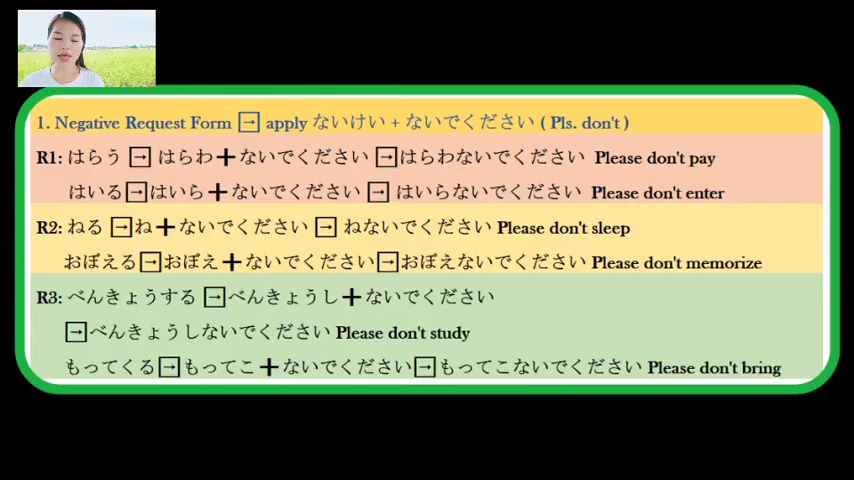 1. Negative Request Form → apply ないけい + ないでください ( Pls. don't )
R1: はらう → はらわ+ないでください →はらわないでください Please don't pay
はいる→はいら+ないでください → はいらないでください Please don't enter
R2: ねる →ね+ないでください → ねないでください Please don't sleep
おぼえる→おぼえ+ないでください→おぼえないでください Please don't memorize
R3: べんきょうする →べんきょうし+ないでください
→べんきょうしないでください Please don't study
もってくる→もってこ+ないでください→もってこないでください Please don't bring